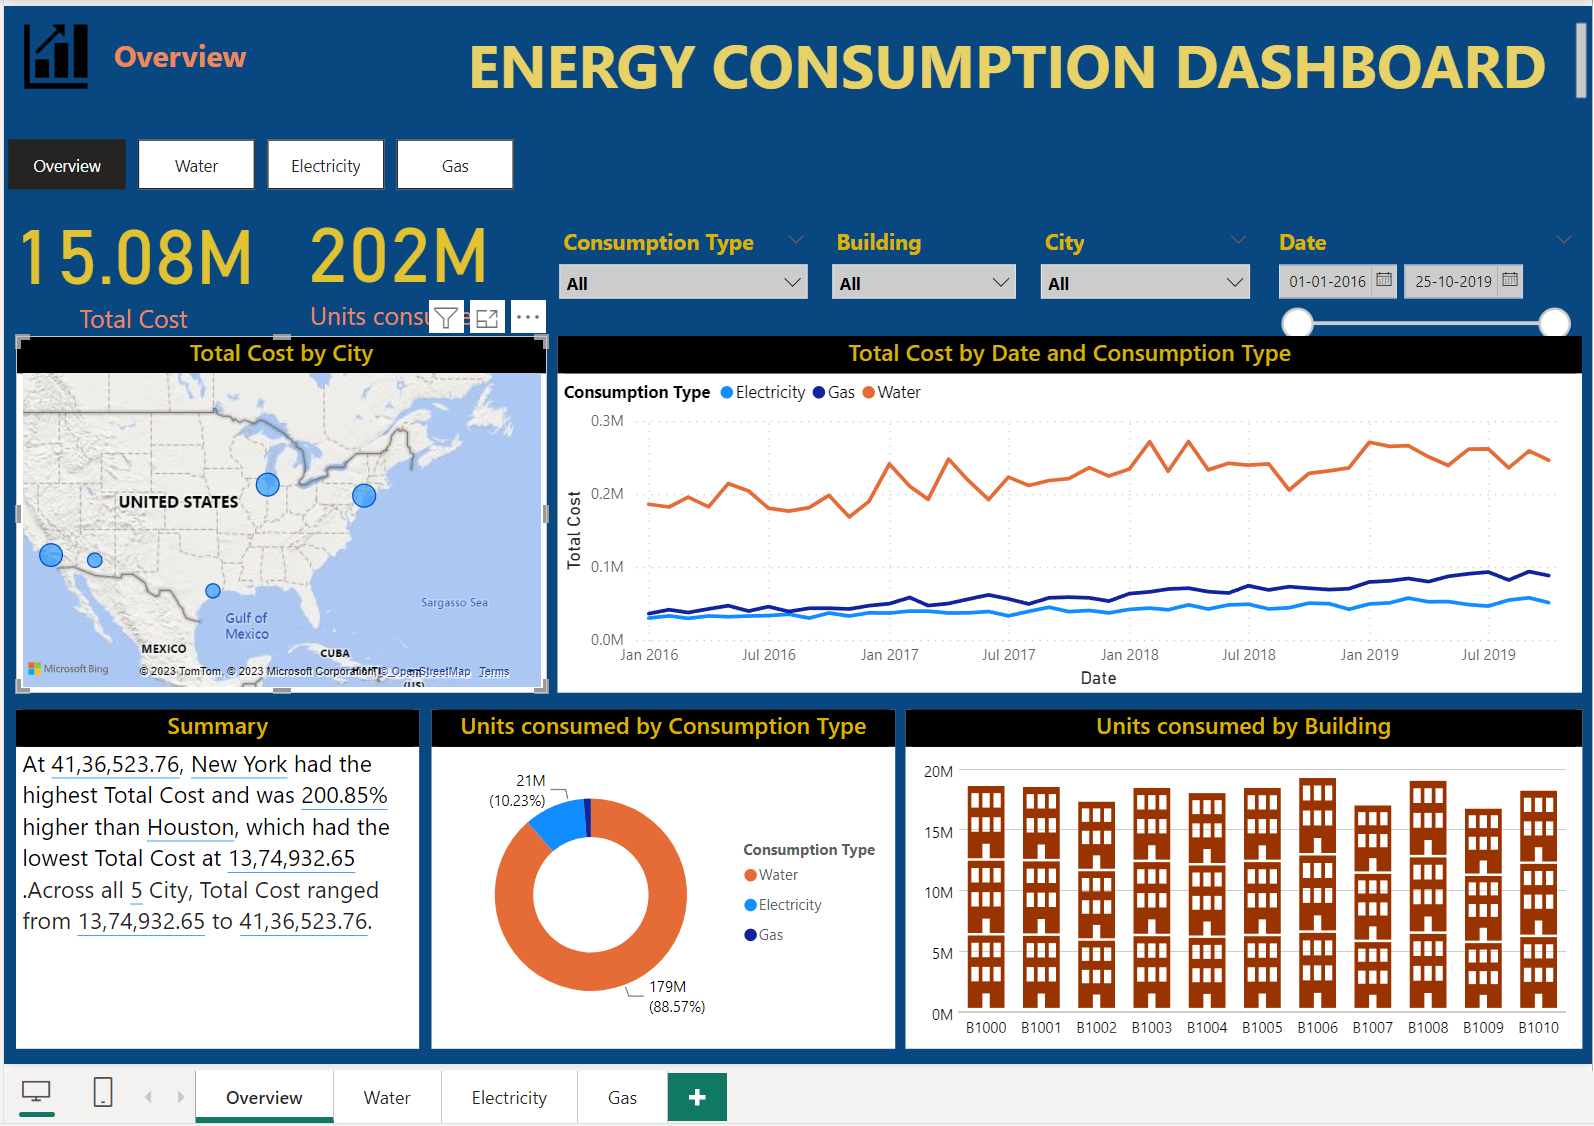 Overview
ENERGY CONSUMPTION DASHBOARD
Overview
Water
Electricity
Gas
15.08M
Total Cost
202M
Units consu
Consumption Type
All
Building
All
City
All
Date
01-01-2016
25-10-2019
Total Cost by City
UNITED STATES
Gulf of
Mexico
Sargasso Sea
MEXICO
CUBA
Microsoft Bing
© 2023 TomTom, © 2023 Microsoft Corporation, © OpenStreetMap Terms
(US)
Total Cost by Date and Consumption Type
Consumption Type Electricity Gas Water
Total Cost
0.3M
0.2M
0.1M
0.0M
Jan 2016
Jul 2016
Jan 2017
Jul 2017
Jan 2018
Jul 2018
Jan 2019
Jul 2019
Date
Summary
At 41,36,523.76, New York had the
highest Total Cost and was 200.85%
higher than Houston, which had the
lowest Total Cost at 13,74,932.65
.Across all 5 City, Total Cost ranged
from 13,74,932.65 to 41,36,523.76.
Units consumed by Consumption Type
21M
(10.23%)
179M
(88.57%)
Consumption Type
Water
Electricity
Gas
Units consumed by Building
20M
15M
10M
5M
0M
B1000
B1001
B1002
B1003
B1004
B1005
B1006
B1007
B1008
B1009
B1010
Overview
Water
Electricity
Gas